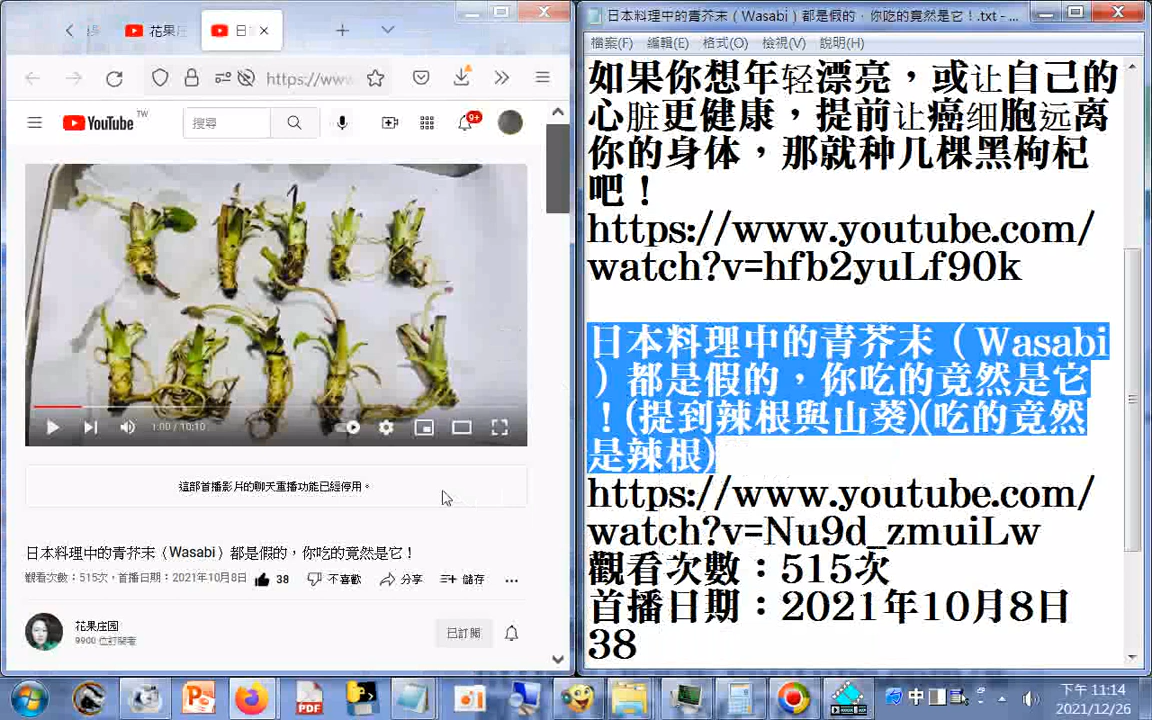 花果
日
https://www.
YouTube TW
搜尋
9+
1:00 / 10:10
這部首播影片的聊天重播功能已經停用。
日本料理中的青芥末（Wasabi）都是假的，你吃的竟然是它！
觀看次數：515次，首播日期：2021年10月8日
38
不喜歡
分享
儲存
花果庄园
9900 位訂閱者
已訂閱
日本料理中的青芥末（Wasabi）都是假的，你吃的竟然是它！.txt - ...
檔案(F) 編輯(E) 格式(O) 檢視(V) 說明(H)
如果你想年轻漂亮，或让自己的
心脏更健康，提前让癌细胞远离
你的身体，那就种几棵黑枸杞
吧！
https://www.youtube.com/
watch?v=hfb2yuLf90k
日本料理中的青芥末（Wasabi
）都是假的，你吃的竟然是它
！(提到辣根與山葵)(吃的竟然
是辣根)
https://www.youtube.com/
watch?v=Nu9d_zmuiLw
觀看次數：515次
首播日期：2021年10月8日
38
PDF
中
下午 11:14
2021/12/26